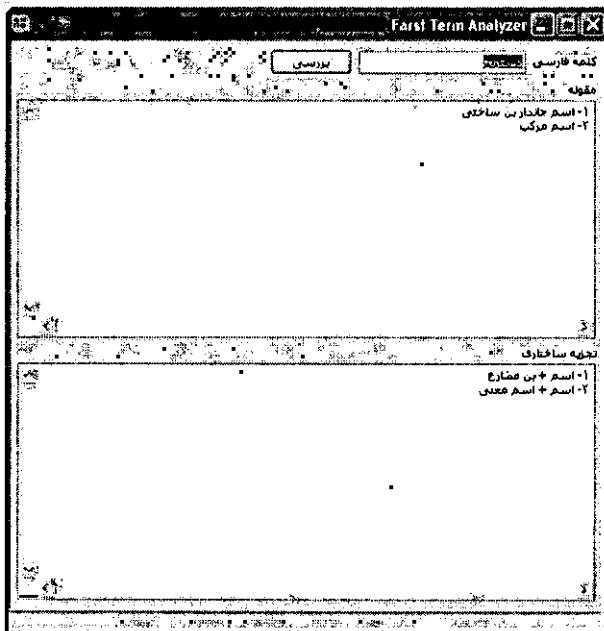 Farsi Term Analyzer
کلمه فارسی
بررسی
مقوله
۱- اسم جاندار بن ساختی
۲- اسم مرکب
تجزیه ساختاری
۱- اسم + بن مضارع
۲- اسم + اسم معنی